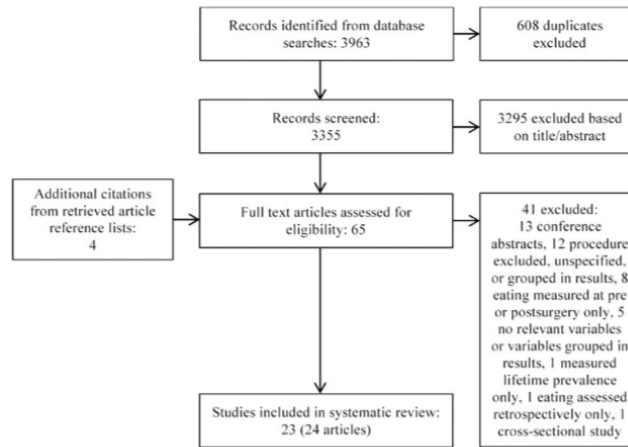 Records identified from database
searches: 3963
608 duplicates
excluded
Records screened:
3355
3295 excluded based
on title/abstract
Additional citations
from retrieved article
reference lists:
4
Full text articles assessed for
eligibility: 65
41 excluded:
13 conference
abstracts, 12 procedure
excluded, unspecified,
or grouped in results, 8
eating measured at pre
or postsurgery only, 5
no relevant variables
or variables grouped in
results, 1 measured
lifetime prevalence
only, 1 eating assessed
retrospectively only, 1
cross-sectional study
Studies included in systematic review:
23 (24 articles)